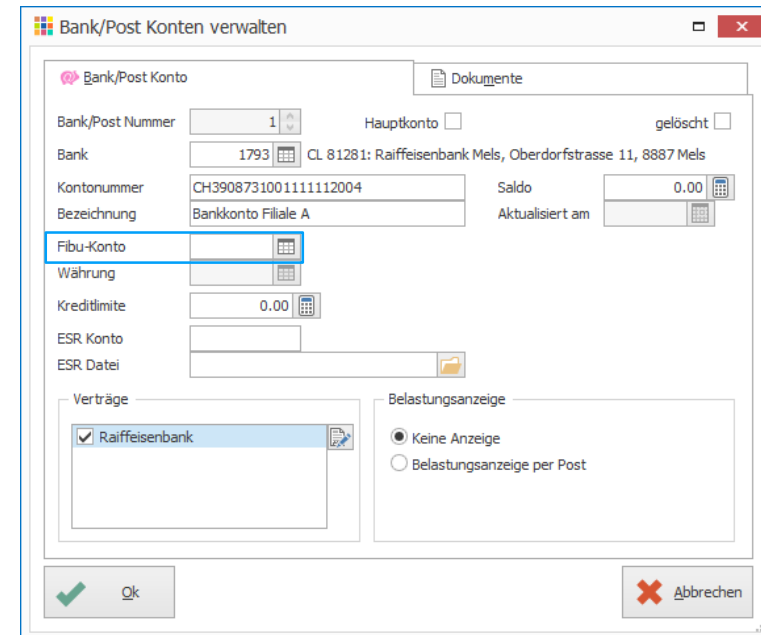 Bank/Post Konten verwalten
Bank/Post Konto
Dokumente
Bank/Post Nummer 1 Hauptkonto gelöscht
Bank 1793 CL 81281: Raiffeisenbank Mels, Oberdorfstrasse 11, 8887 Mels
Kontonummer CH3908731001111112004 Saldo 0.00
Bezeichnung Bankkonto Filiale A Aktualisiert am
Fibu-Konto
Währung
Kreditlimite 0.00
ESR Konto
ESR Datei
Verträge
Raiffeisenbank
Belastungsanzeige
Keine Anzeige
Belastungsanzeige per Post
Ok
Abbrechen